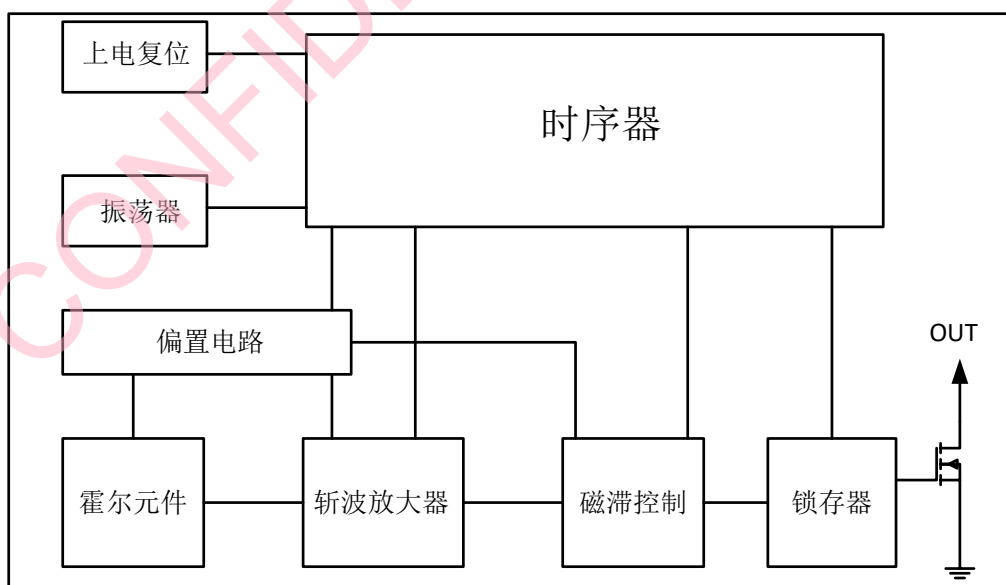 上电复位
时序器
振荡器
偏置电路
OUT
霍尔元件
斩波放大器
磁滞控制
锁存器
CONFID